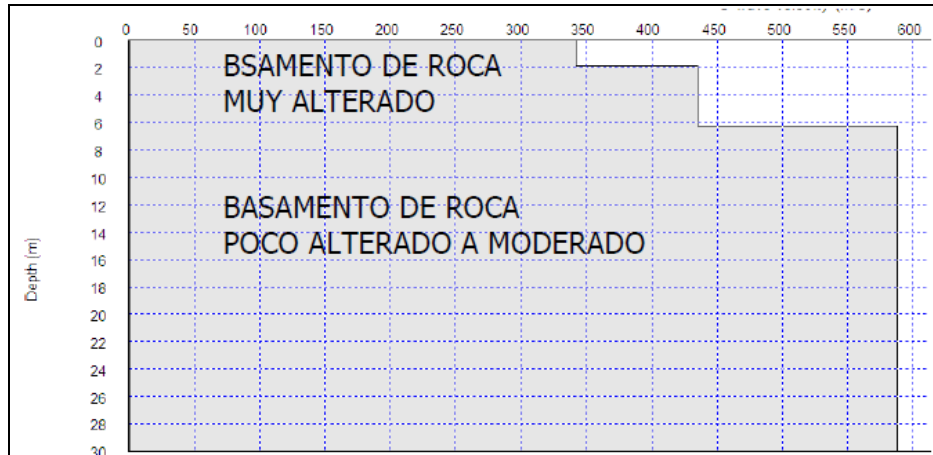 0 50 100 150 200 250 300 350 400 450 500 550 600
0
2
4
6
8
10
12
14
16
18
20
22
24
26
28
30
Depth (m)
BSAMENTO DE ROCA
MUY ALTERADO
BASAMENTO DE ROCA
POCO ALTERADO A MODERADO